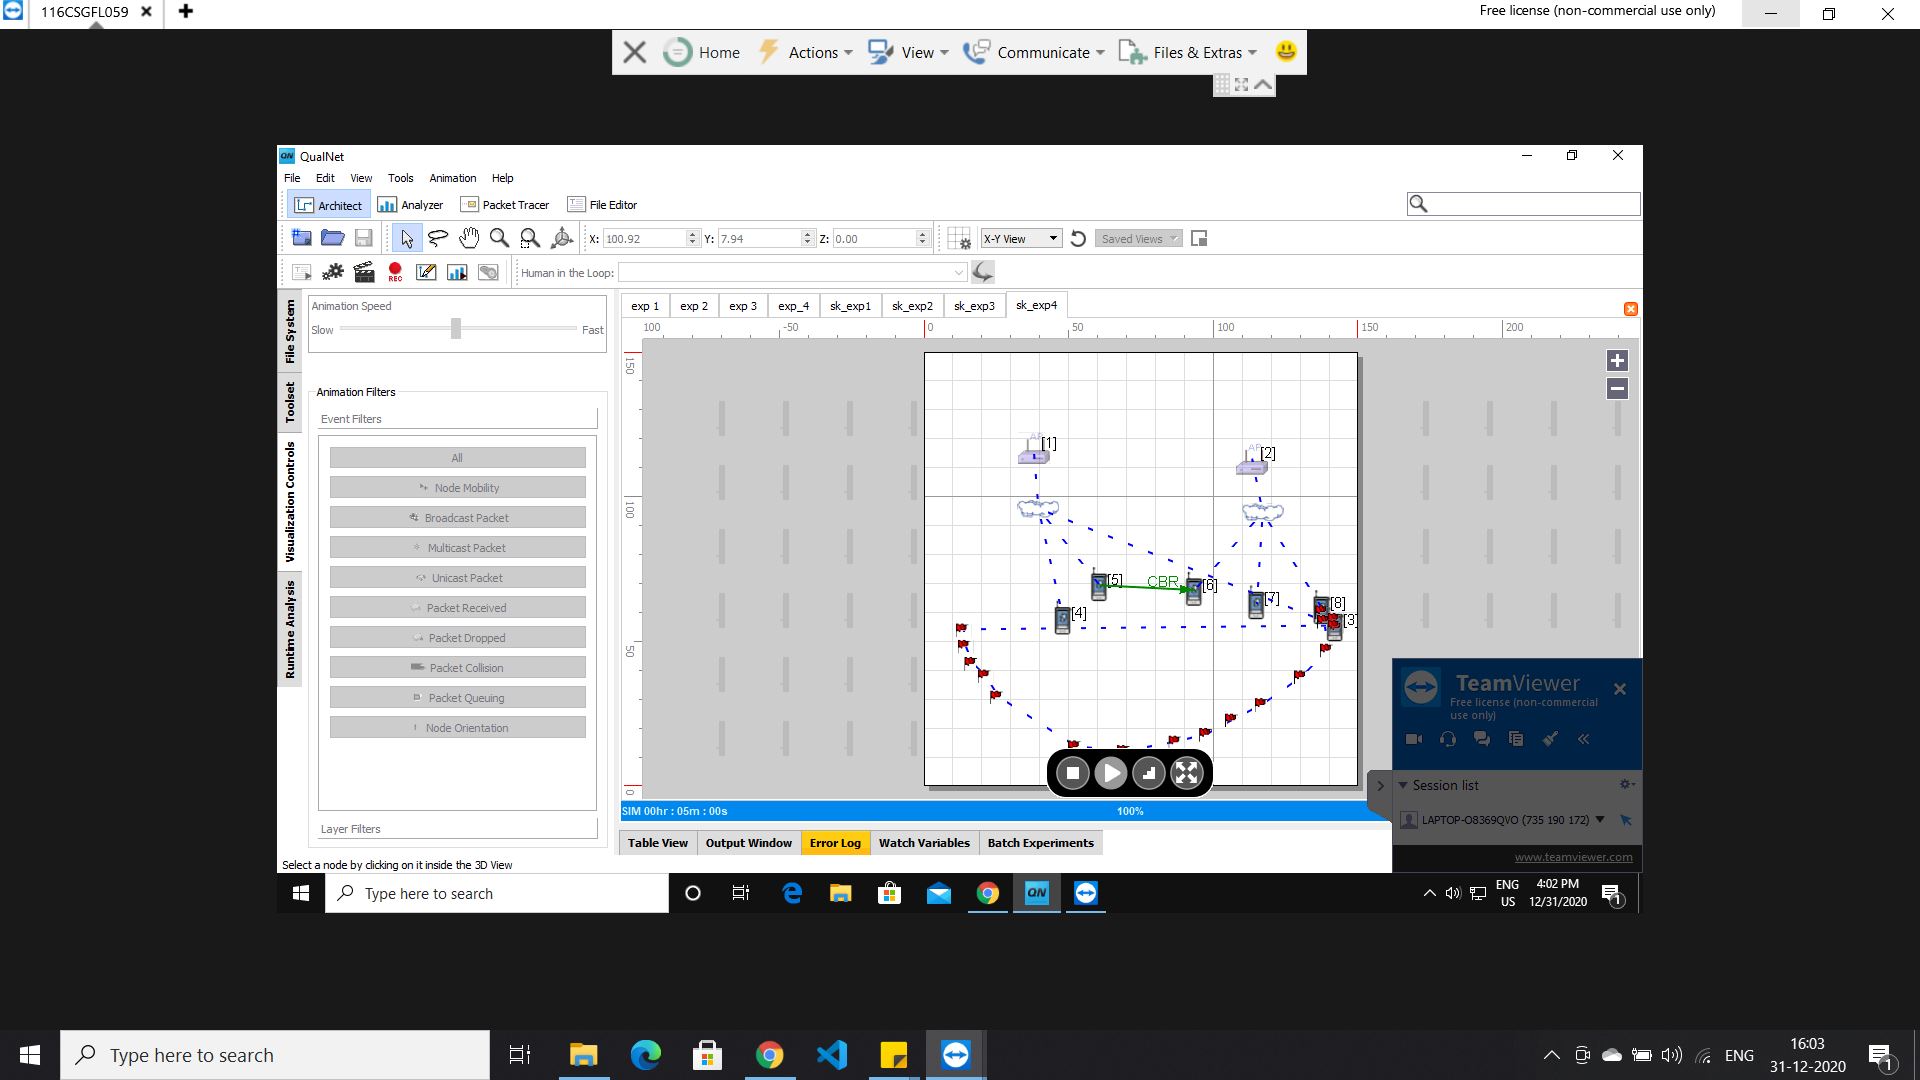 116CSGFL059
Free license (non-commercial use only)
Home
Actions
View
Communicate
Files & Extras
QN
QualNet
File Edit View Tools Animation Help
Architect Analyzer Packet Tracer File Editor
X: 100.92 Y: 7.94 Z: 0.00 X-Y View Saved Views
REC
Human in the Loop:
File System
Toolset
Visualization Controls
Runtime Analysis
Animation Speed
Slow Fast
Animation Filters
Event Filters
All
Node Mobility
Broadcast Packet
Multicast Packet
Unicast Packet
Packet Received
Packet Dropped
Packet Collision
Packet Queuing
Node Orientation
Layer Filters
exp 1 exp 2 exp 3 exp_4 sk_exp1 sk_exp2 sk_exp3 sk_exp4
100 -50 0 50 100 150 200
150
100
50
0
AP [1]
AP [2]
[5] CBR [6]
[4] [7] [8] [3]
SIM 00hr : 05m : 00s 100%
Table View Output Window Error Log Watch Variables Batch Experiments
Select a node by clicking on it inside the 3D View
TeamViewer
Free license (non-commercial
use only)
Session list
LAPTOP-O8369QVO (735 190 172)
www.teamviewer.com
Type here to search
QN
ENG
US
4:02 PM
12/31/2020
1
Type here to search
ENG
16:03
31-12-2020
1